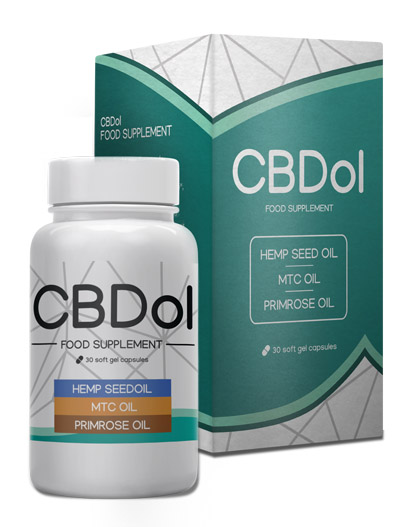 CBDol
FOOD SUPPLEMENT
CBDol
FOOD SUPPLEMENT
HEMP SEED OIL
MTC OIL
PRIMROSE OIL
30 soft gel capsules
CBDol
FOOD SUPPLEMENT
30 soft gel capsules
HEMP SEEDOIL
MTC OIL
PRIMROSE OIL